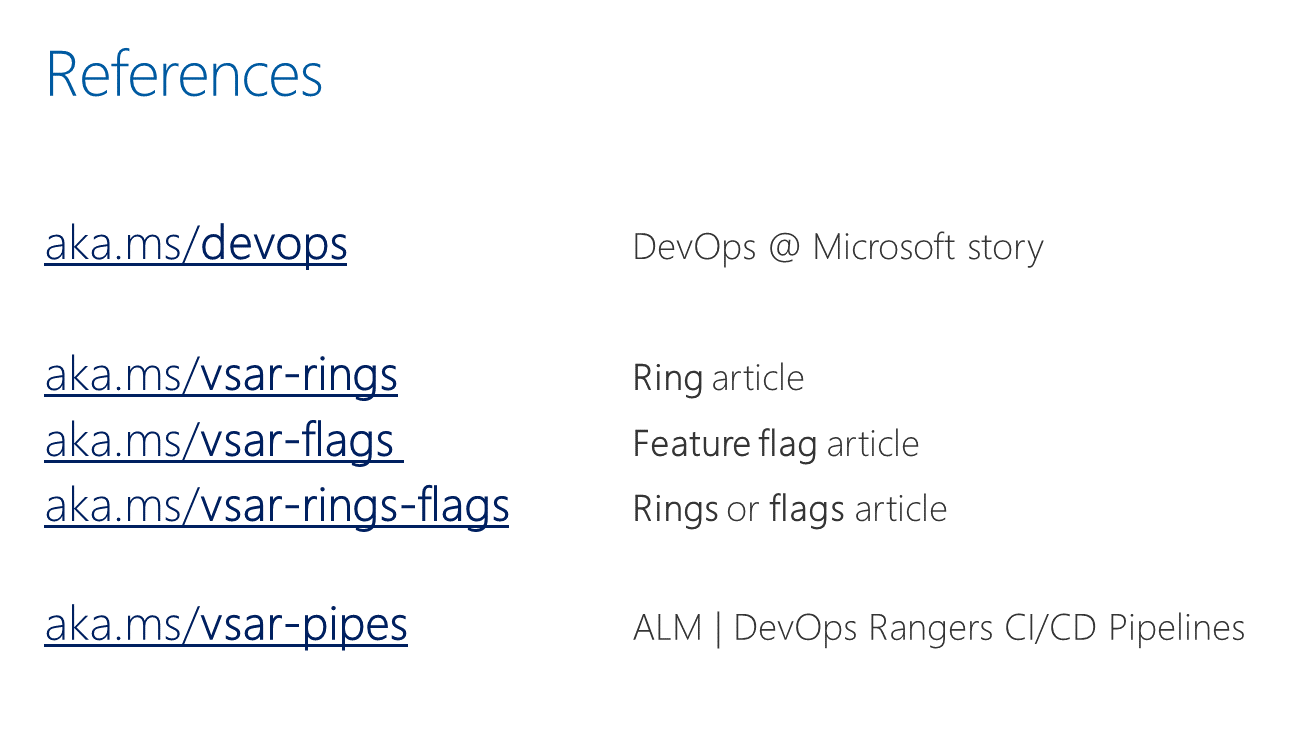 References
aka.ms/devops DevOps @ Microsoft story
aka.ms/vsar-rings Ring article
aka.ms/vsar-flags Feature flag article
aka.ms/vsar-rings-flags Rings or flags article
aka.ms/vsar-pipes ALM | DevOps Rangers CI/CD Pipelines